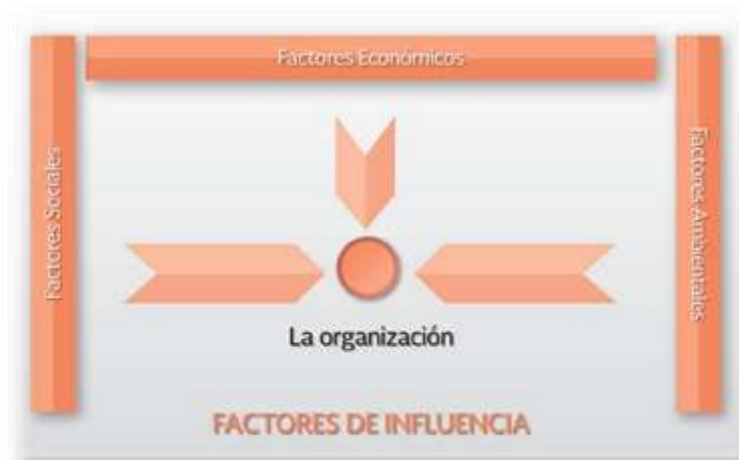 Factores Económicos
Factores Sociales
Factores Ambientales
La organización
FACTORES DE INFLUENCIA